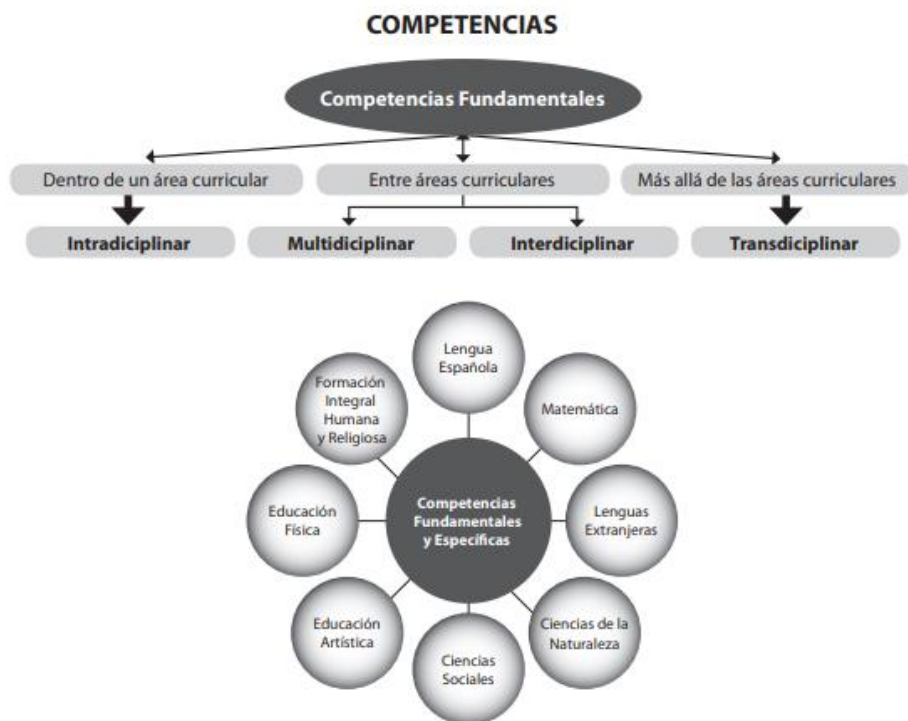 COMPETENCIAS
Competencias Fundamentales
Dentro de un área curricular
Entre áreas curriculares
Más allá de las áreas curriculares
Intradiciplinar
Multidiciplinar
Interdiciplinar
Transdiciplinar
Lengua
Española
Formación
Integral
Humana
y Religiosa
Matemática
Competencias
Fundamentales
y Específicas
Educación
Física
Lenguas
Extranjeras
Educación
Artística
Ciencias de la
Naturaleza
Ciencias
Sociales